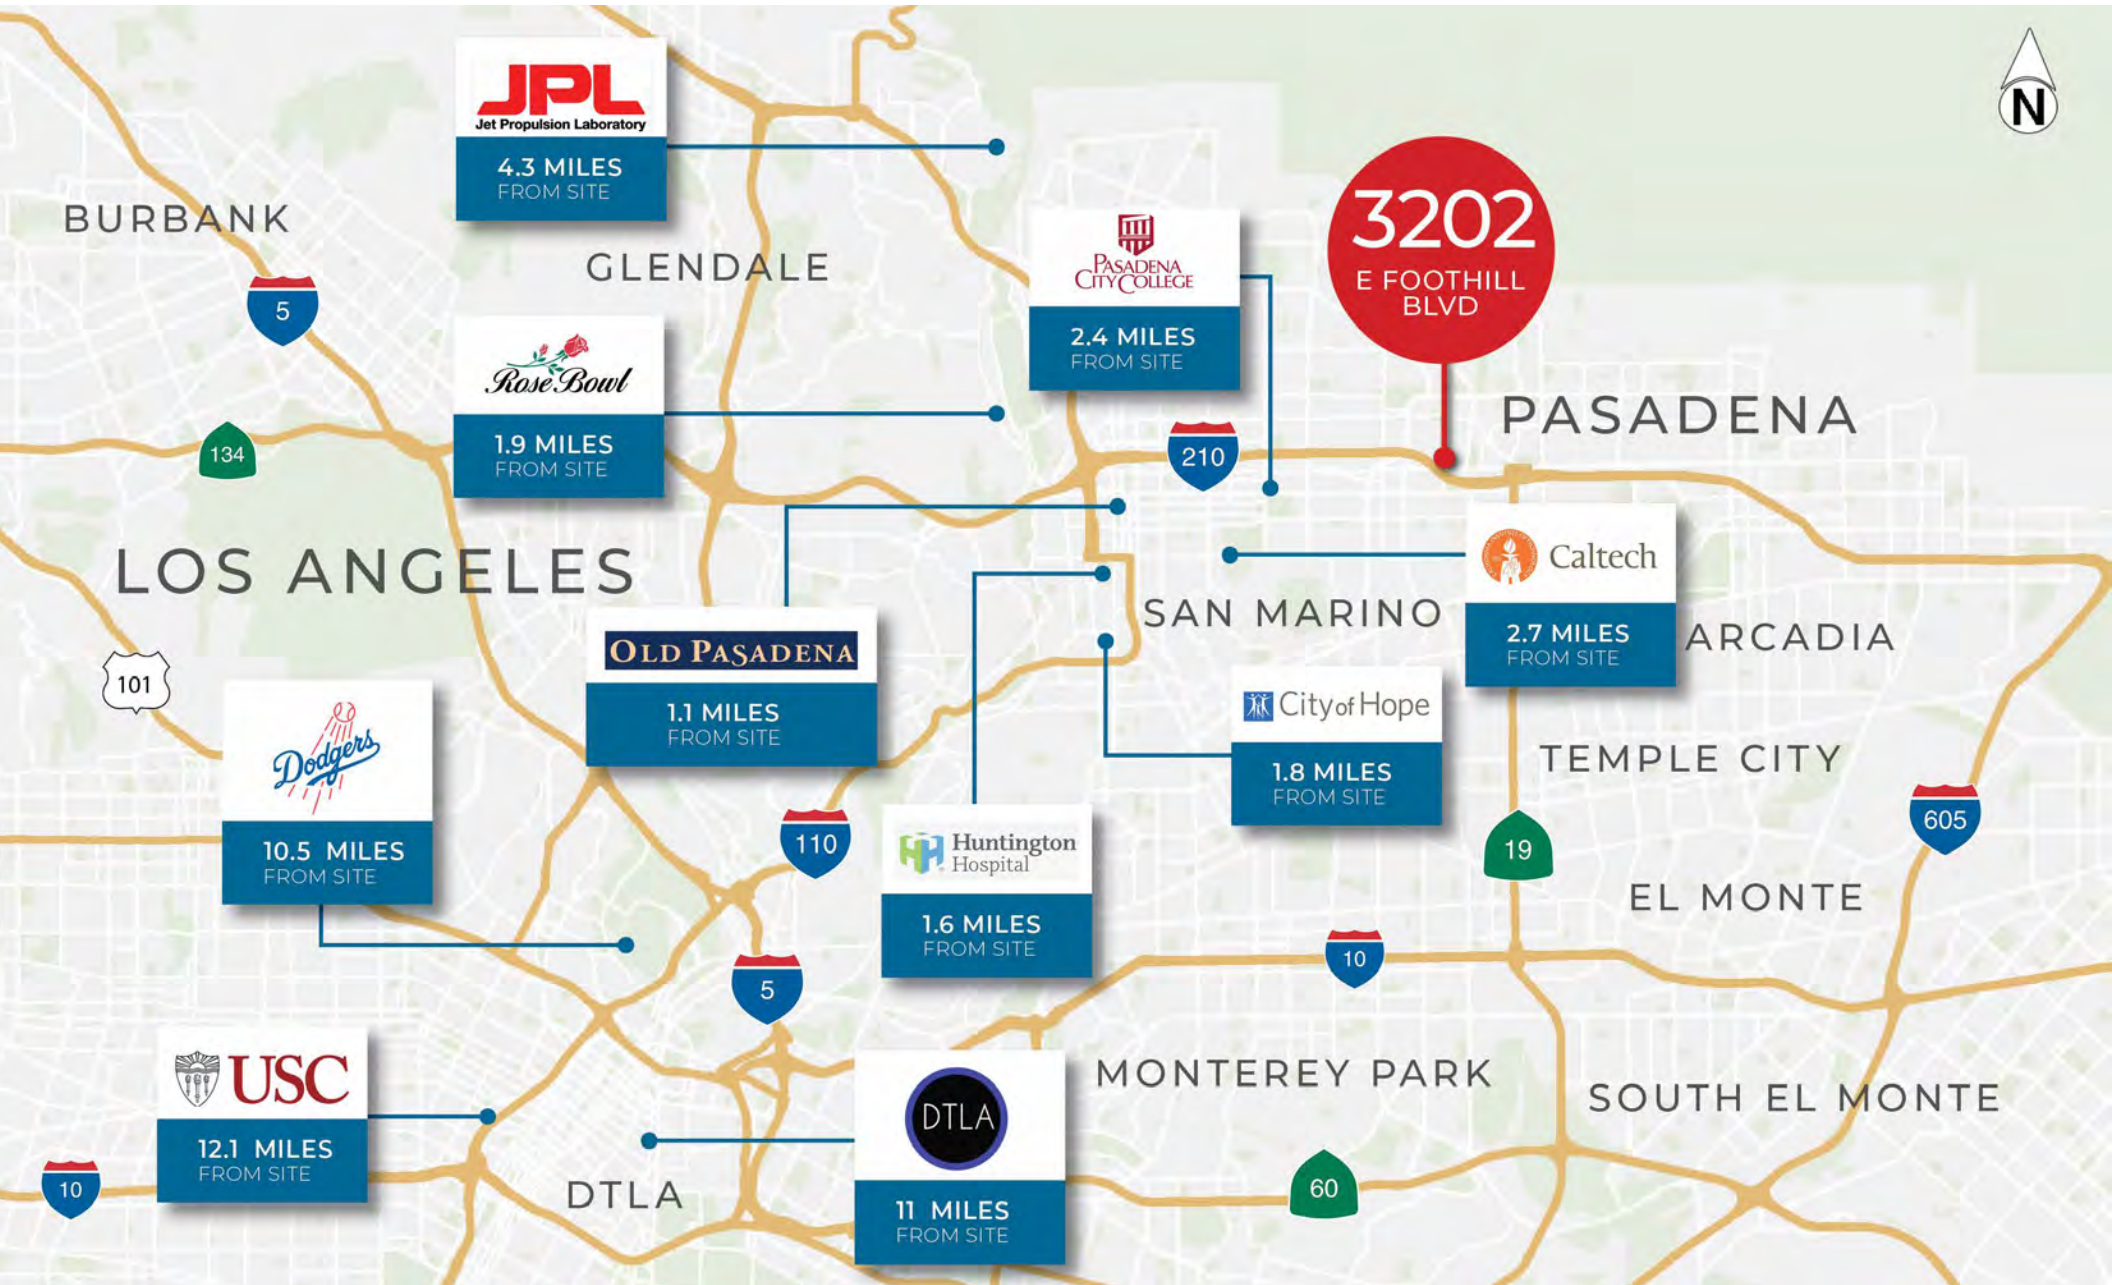 JPL
Jet Propulsion Laboratory
4.3 MILES
FROM SITE
N
BURBANK
GLENDALE
5
PASADENA
CITY COLLEGE
2.4 MILES
FROM SITE
3202
E FOOTHILL
BLVD
Rose Bowl
1.9 MILES
FROM SITE
134
210
PASADENA
LOS ANGELES
Caltech
2.7 MILES
FROM SITE
SAN MARINO
ARCADIA
101
OLD PASADENA
1.1 MILES
FROM SITE
City of Hope
1.8 MILES
FROM SITE
TEMPLE CITY
Dodgers
10.5 MILES
FROM SITE
110
Huntington
Hospital
1.6 MILES
FROM SITE
19
605
EL MONTE
10
5
USC
12.1 MILES
FROM SITE
DTLA
11 MILES
FROM SITE
MONTEREY PARK
SOUTH EL MONTE
10
DTLA
60